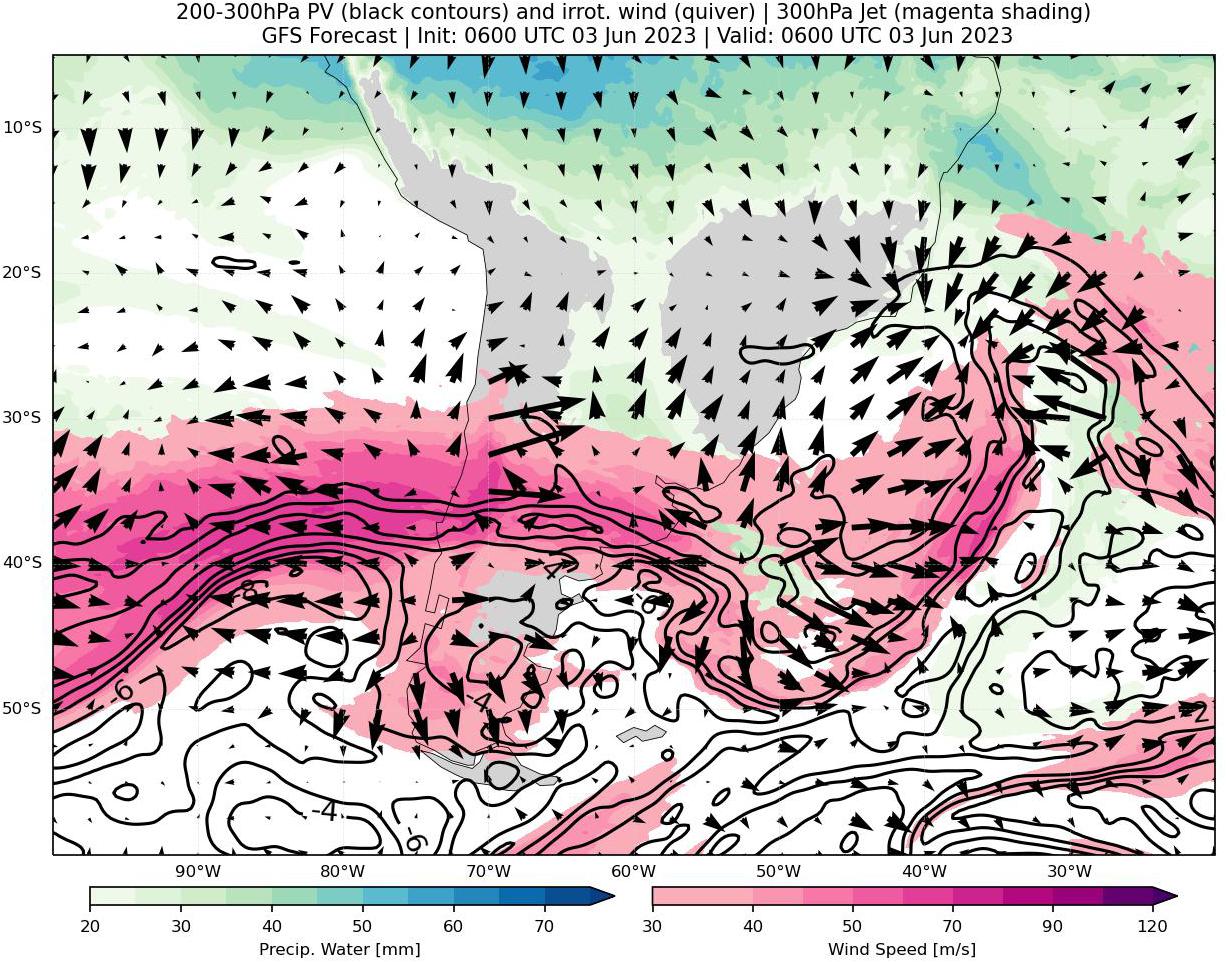 200-300hPa PV (black contours) and irrot. wind (quiver) | 300hPa Jet (magenta shading)
GFS Forecast | Init: 0600 UTC 03 Jun 2023 | Valid: 0600 UTC 03 Jun 2023
10°S
20°S
30°S
40°S
50°S
-8
-4
-6
6
-4
-2
-4
-6
90°W 80°W 70°W 60°W 50°W 40°W 30°W
20 30 40 50 60 70
Precip. Water [mm]
30 40 50 70 90 120
Wind Speed [m/s]